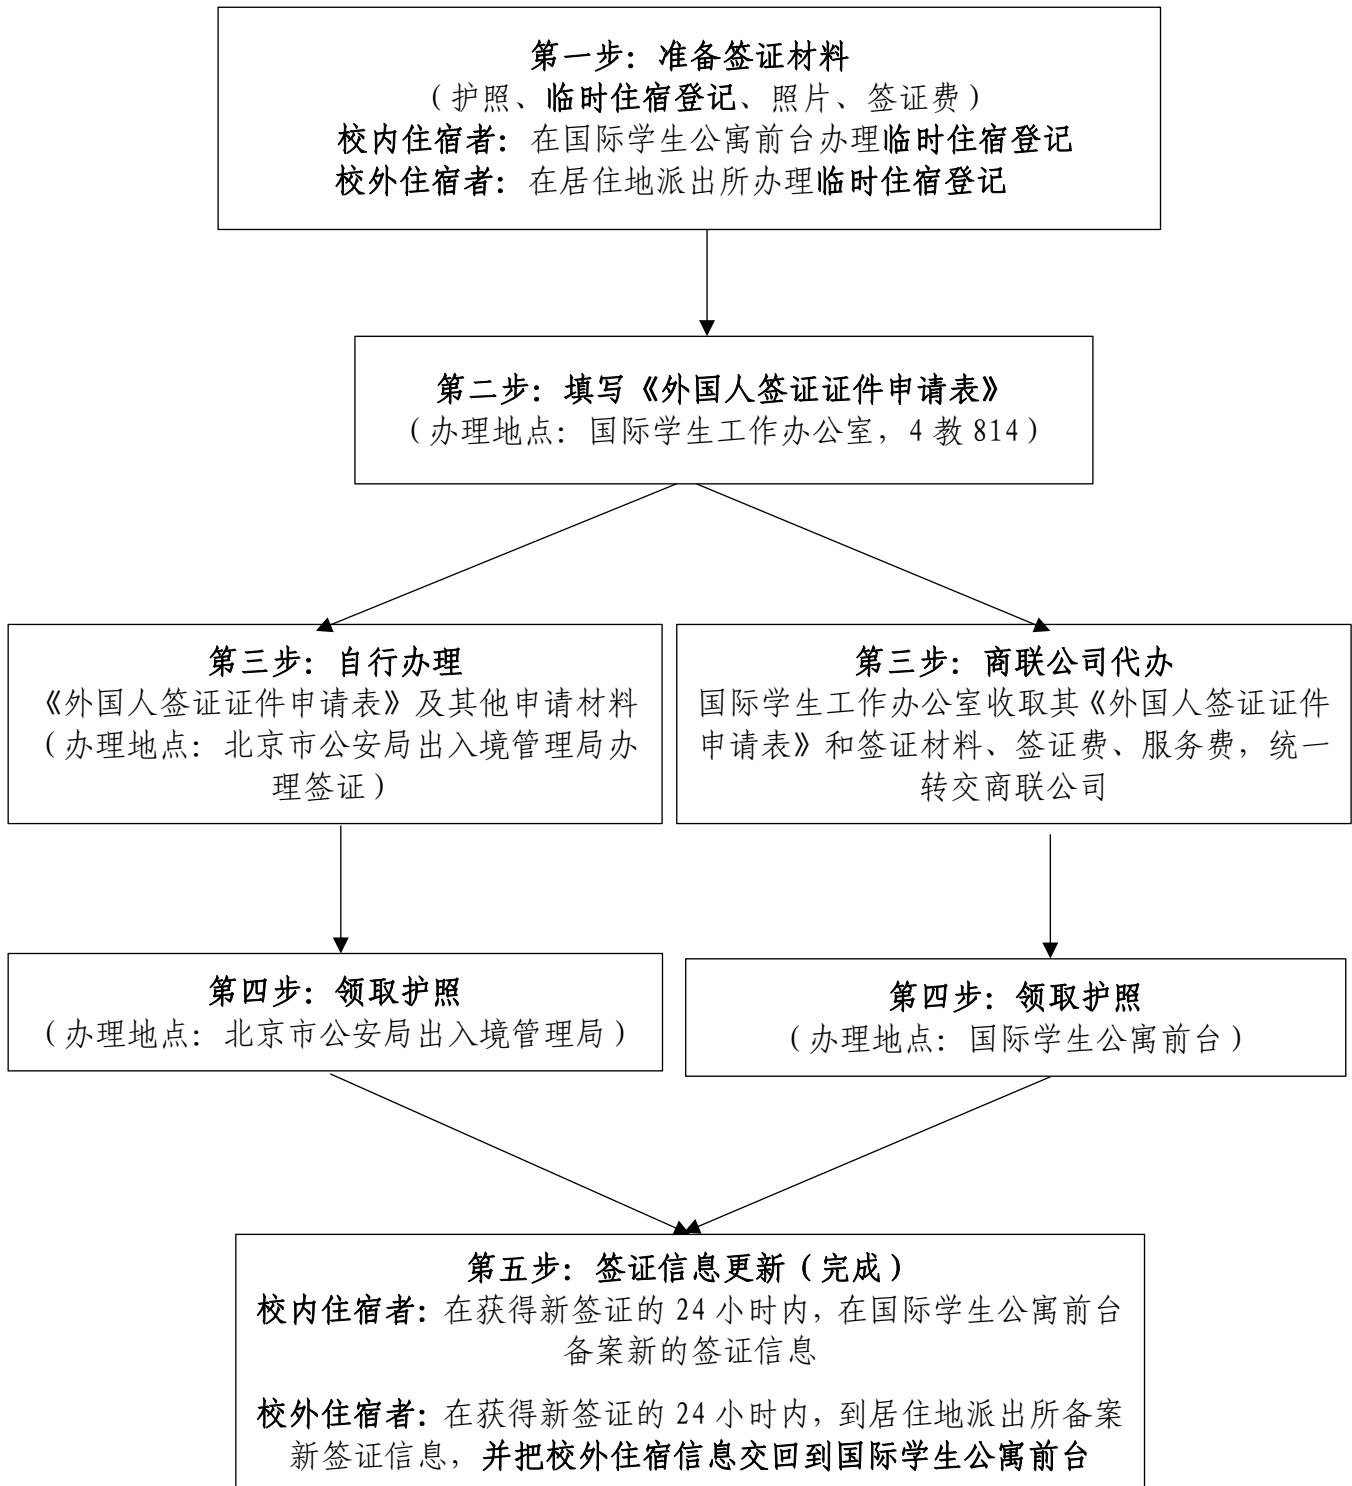 第一步：准备签证材料
（护照、临时住宿登记、照片、签证费）
校内住宿者：在国际学生公寓前台办理临时住宿登记
校外住宿者：在居住地派出所办理临时住宿登记
第二步：填写《外国人签证证件申请表》
（办理地点：国际学生工作办公室，4 教 814）
第三步：自行办理
《外国人签证证件申请表》及其他申请材料
（办理地点：北京市公安局出入境管理局办
理签证）
第三步：商联公司代办
国际学生工作办公室收取其《外国人签证证件
申请表》和签证材料、签证费、服务费，统一
转交商联公司
第四步：领取护照
（办理地点：北京市公安局出入境管理局）
第四步：领取护照
（办理地点：国际学生公寓前台）
第五步：签证信息更新（完成）
校内住宿者：在获得新签证的 24 小时内，在国际学生公寓前台
备案新的签证信息
校外住宿者：在获得新签证的 24 小时内，到居住地派出所备案
新签证信息，并把校外住宿信息交回到国际学生公寓前台